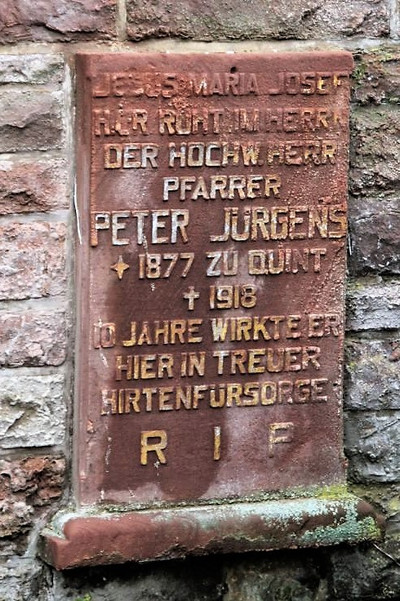 JESUS MARIA JOSEF
HIER RUHT IM HERRN
DER HOCHW. HERR
PFARRER
PETER JÜRGENS
✦ 1877 ZU QUINT
✝ 1918
10 JAHRE WIRKTE ER
HIER IN TREUER
HIRTENFÜRSORGE
R I F